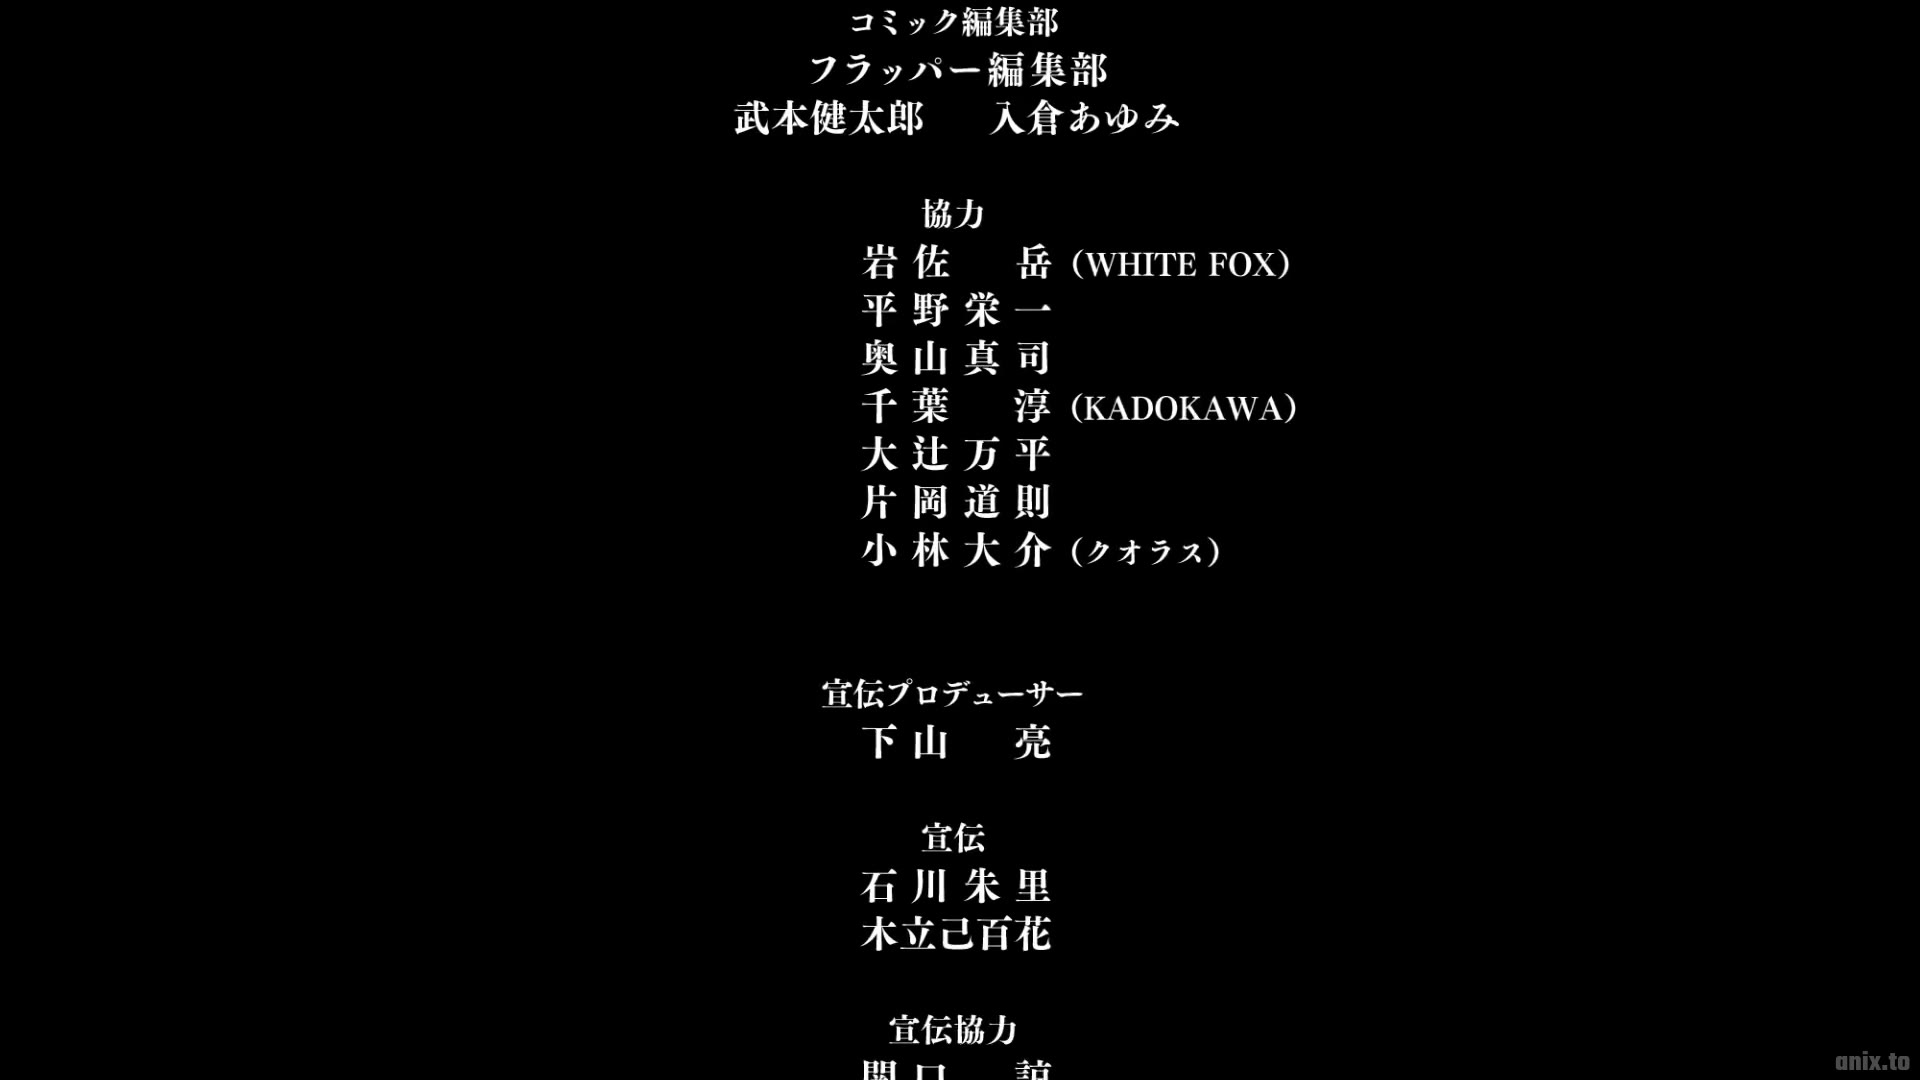 コミック編集部
フラッパー編集部
武本健太郎　入倉あゆみ
協力
岩佐　岳（WHITE FOX）
平野栄一
奥山真司
千葉　淳（KADOKAWA）
大辻万平
片岡道則
小林大介（クオラス）
宣伝プロデューサー
下山　亮
宣伝
石川朱里
木立己百花
宣伝協力
anix.to